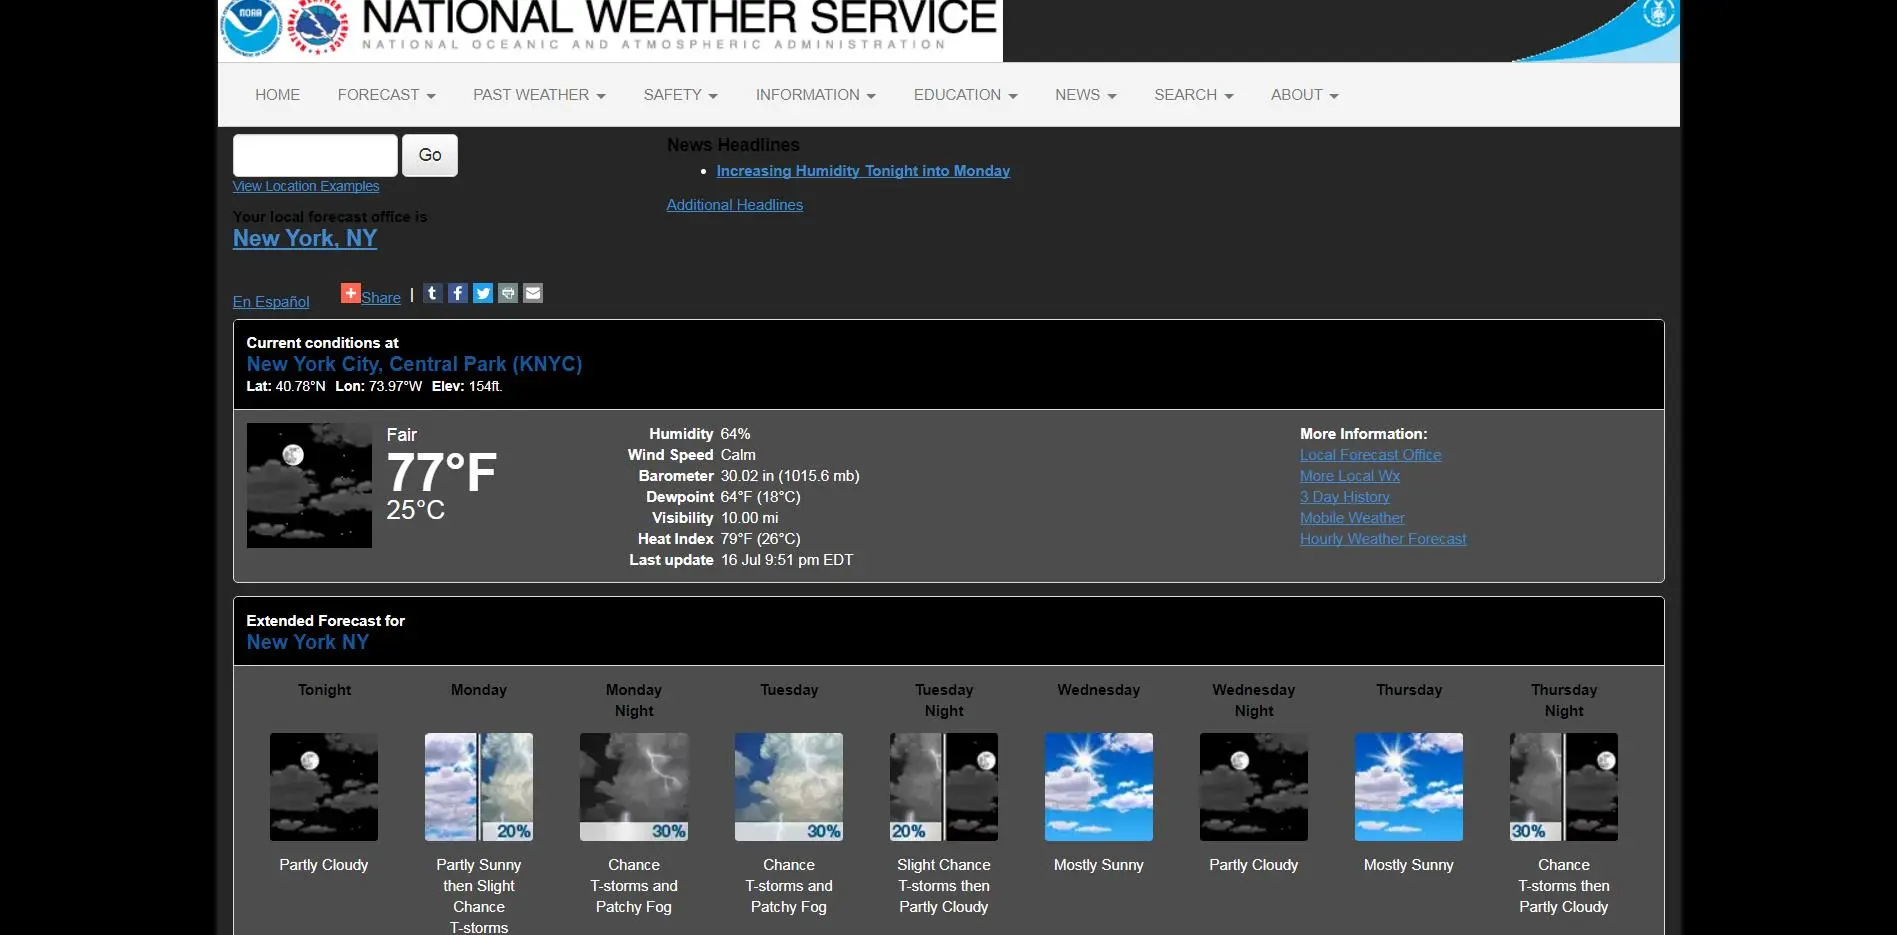 NOAA
NATIONAL WEATHER SERVICE
NATIONAL OCEANIC AND ATMOSPHERIC ADMINISTRATION
HOME FORECAST PAST WEATHER SAFETY INFORMATION EDUCATION NEWS SEARCH ABOUT
Go
View Location Examples
Your local forecast office is
New York, NY
En Español
Share |
News Headlines
Increasing Humidity Tonight into Monday
Additional Headlines
Current conditions at
New York City, Central Park (KNYC)
Lat: 40.78°N Lon: 73.97°W Elev: 154ft.
Fair
77°F
25°C
Humidity 64%
Wind Speed Calm
Barometer 30.02 in (1015.6 mb)
Dewpoint 64°F (18°C)
Visibility 10.00 mi
Heat Index 79°F (26°C)
Last update 16 Jul 9:51 pm EDT
More Information:
Local Forecast Office
More Local Wx
3 Day History
Mobile Weather
Hourly Weather Forecast
Extended Forecast for
New York NY
Tonight
Partly Cloudy
Monday
20%
Partly Sunny
then Slight
Chance
T-storms
Monday
Night
30%
Chance
T-storms and
Patchy Fog
Tuesday
30%
Chance
T-storms and
Patchy Fog
Tuesday
Night
20%
Slight Chance
T-storms then
Partly Cloudy
Wednesday
Mostly Sunny
Wednesday
Night
Partly Cloudy
Thursday
Mostly Sunny
Thursday
Night
30%
Chance
T-storms then
Partly Cloudy